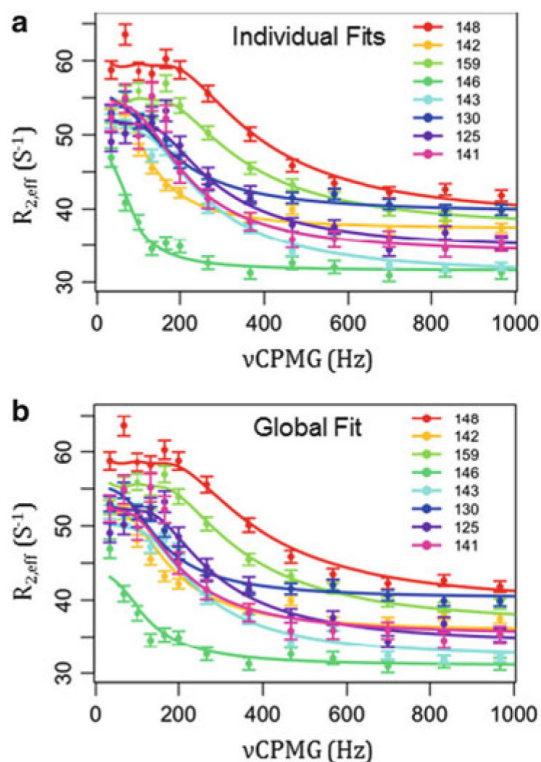 a
Individual Fits
148
142
159
146
143
130
125
141
60
50
40
30
R2,eff (S-1)
0 200 400 600 800 1000
νCPMG (Hz)
b
Global Fit
148
142
159
146
143
130
125
141
60
50
40
30
R2,eff (S-1)
0 200 400 600 800 1000
νCPMG (Hz)